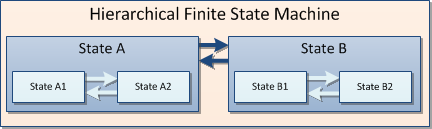 Hierarchical Finite State Machine
State A
State B
State A1
State A2
State B1
State B2